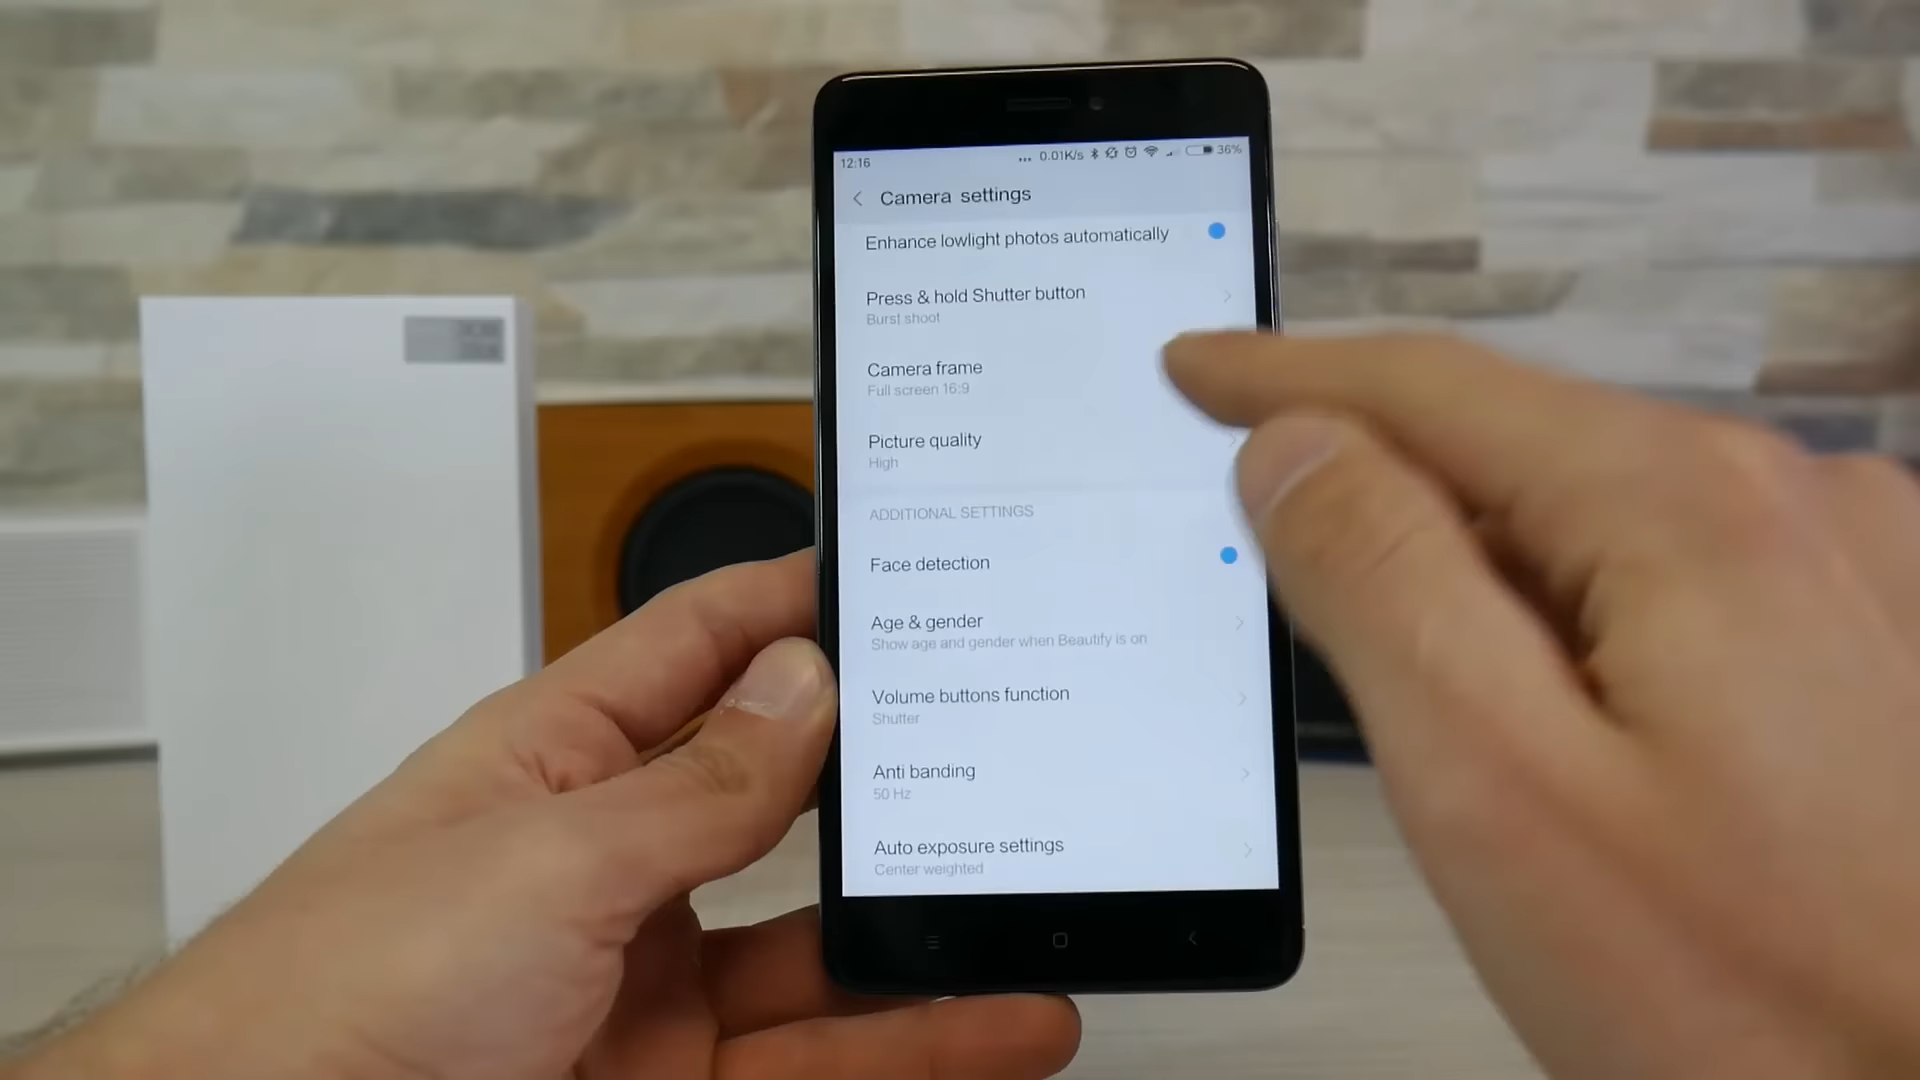 12:16
... 0.01K/s 36%
Camera settings
Enhance lowlight photos automatically
Press & hold Shutter button
Burst shoot
Camera frame
Full screen 16:9
Picture quality
High
ADDITIONAL SETTINGS
Face detection
Age & gender
Show age and gender when Beautify is on
Volume buttons function
Shutter
Anti banding
50 Hz
Auto exposure settings
Center weighted